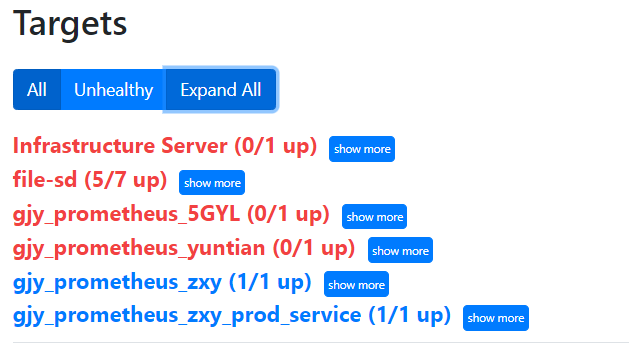 Targets
All Unhealthy Expand All
Infrastructure Server (0/1 up) show more
file-sd (5/7 up) show more
gjy_prometheus_5GYL (0/1 up) show more
gjy_prometheus_yuntian (0/1 up) show more
gjy_prometheus_zxy (1/1 up) show more
gjy_prometheus_zxy_prod_service (1/1 up) show more